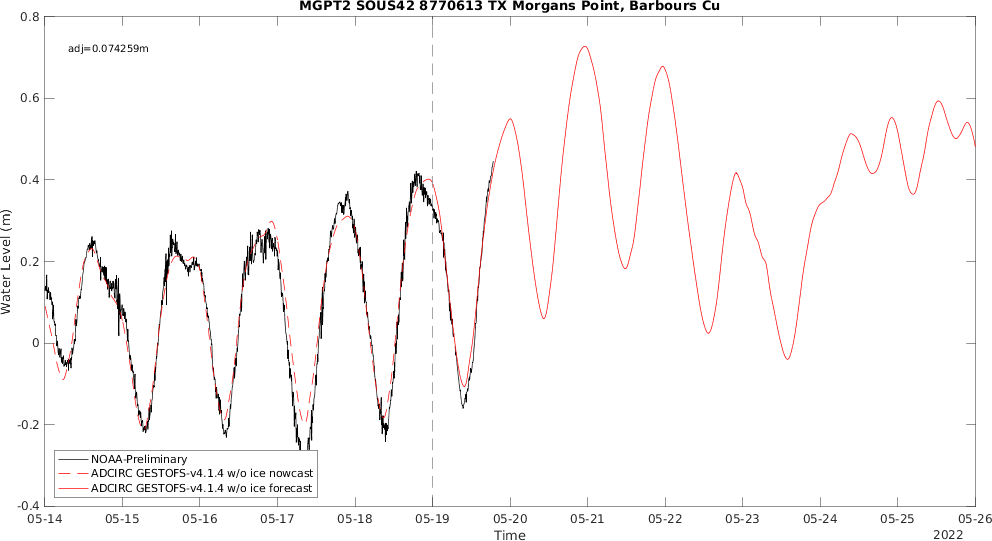 MGPT2 SOUS42 8770613 TX Morgans Point, Barbours Cu
adj=0.074259m
Water Level (m)
0.8
0.6
0.4
0.2
0
-0.2
-0.4
NOAA-Preliminary
ADCIRC GESTOFS-v4.1.4 w/o ice nowcast
ADCIRC GESTOFS-v4.1.4 w/o ice forecast
05-14 05-15 05-16 05-17 05-18 05-19 05-20 05-21 05-22 05-23 05-24 05-25 05-26
Time
2022